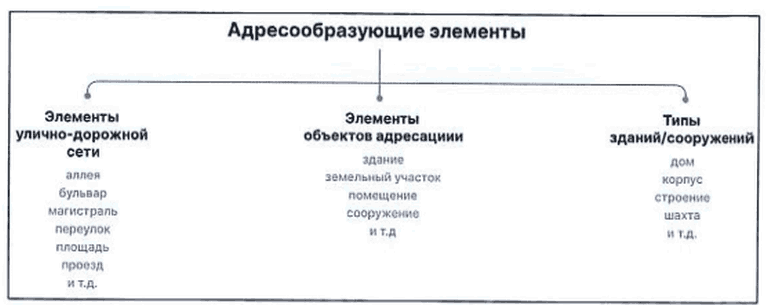 Адресообразующие элементы
Элементы
улично-дорожной
сети
аллея
бульвар
магистраль
переулок
площадь
проезд
и т.д.
Элементы
объектов адресациии
здание
земельный участок
помещение
сооружение
и т.д
Типы
зданий/сооружений
дом
корпус
строение
шахта
и т.д.